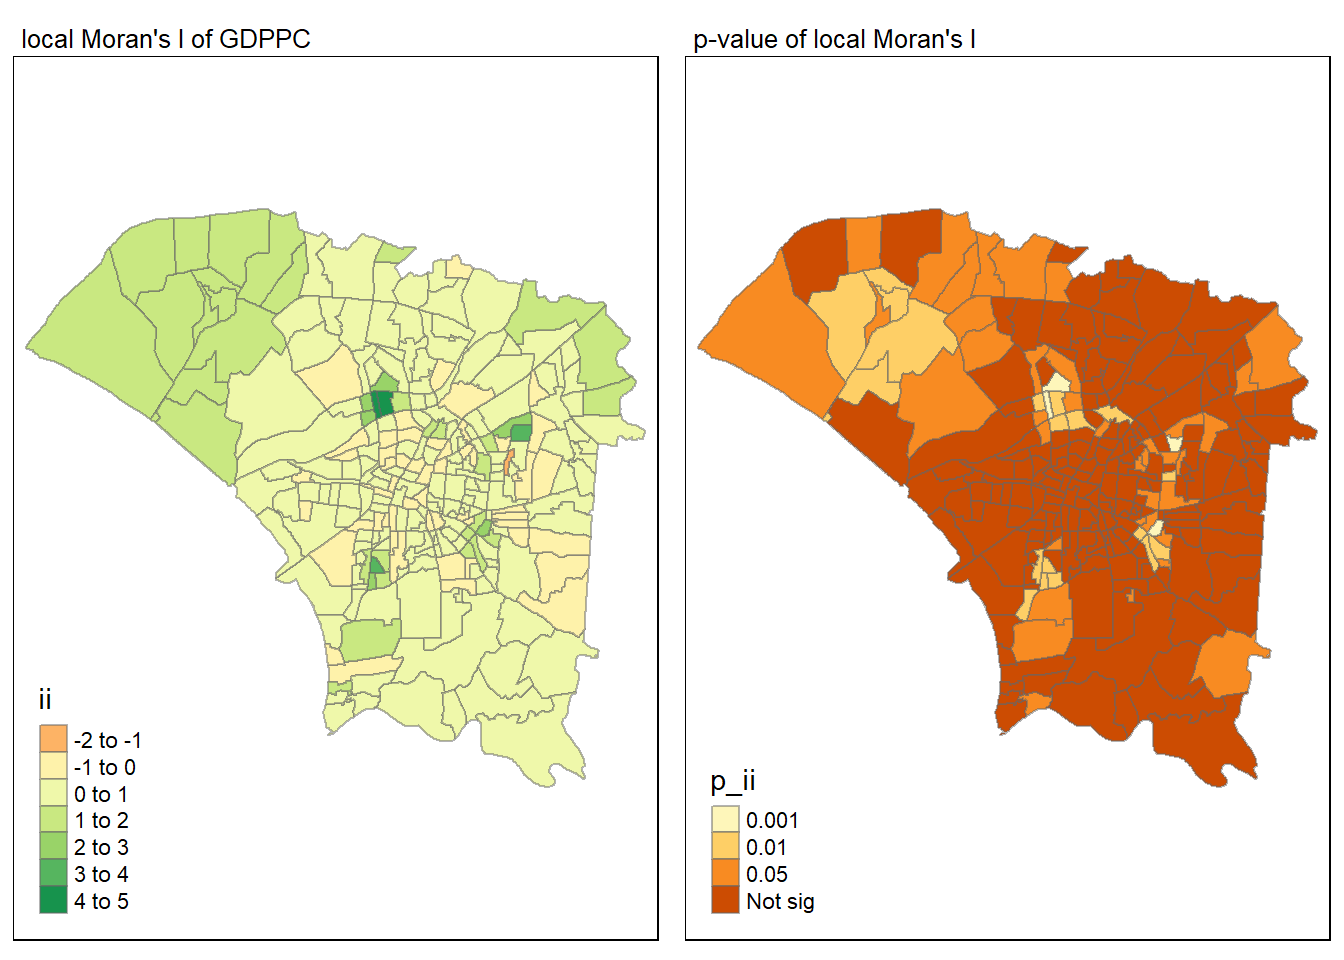 local Moran's I of GDPPC
ii
-2 to -1
-1 to 0
0 to 1
1 to 2
2 to 3
3 to 4
4 to 5
p-value of local Moran's I
p_ii
0.001
0.01
0.05
Not sig